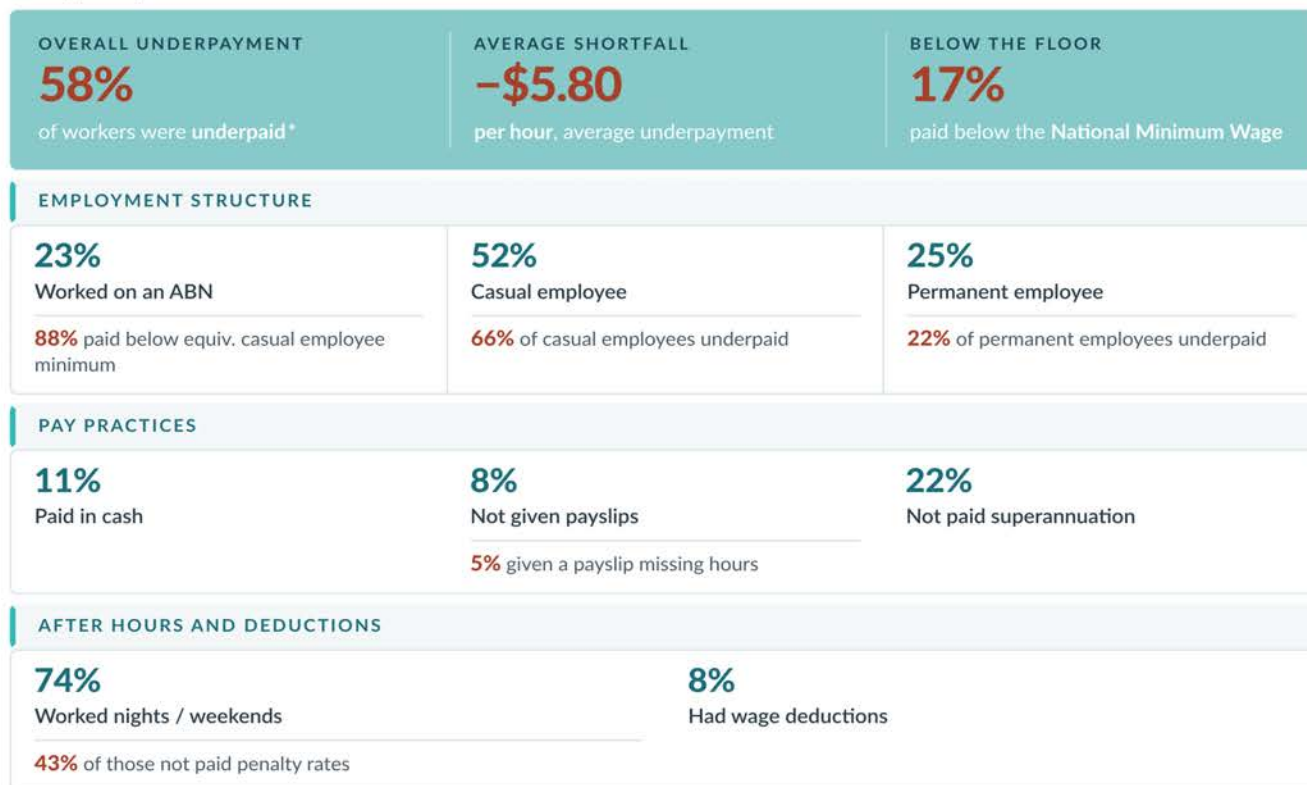 OVERALL UNDERPAYMENT
58%
of workers were underpaid*
AVERAGE SHORTFALL
–$5.80
per hour, average underpayment
BELOW THE FLOOR
17%
paid below the National Minimum Wage
EMPLOYMENT STRUCTURE
23%
Worked on an ABN
88% paid below equiv. casual employee
minimum
52%
Casual employee
66% of casual employees underpaid
25%
Permanent employee
22% of permanent employees underpaid
PAY PRACTICES
11%
Paid in cash
8%
Not given payslips
5% given a payslip missing hours
22%
Not paid superannuation
AFTER HOURS AND DEDUCTIONS
74%
Worked nights / weekends
43% of those not paid penalty rates
8%
Had wage deductions